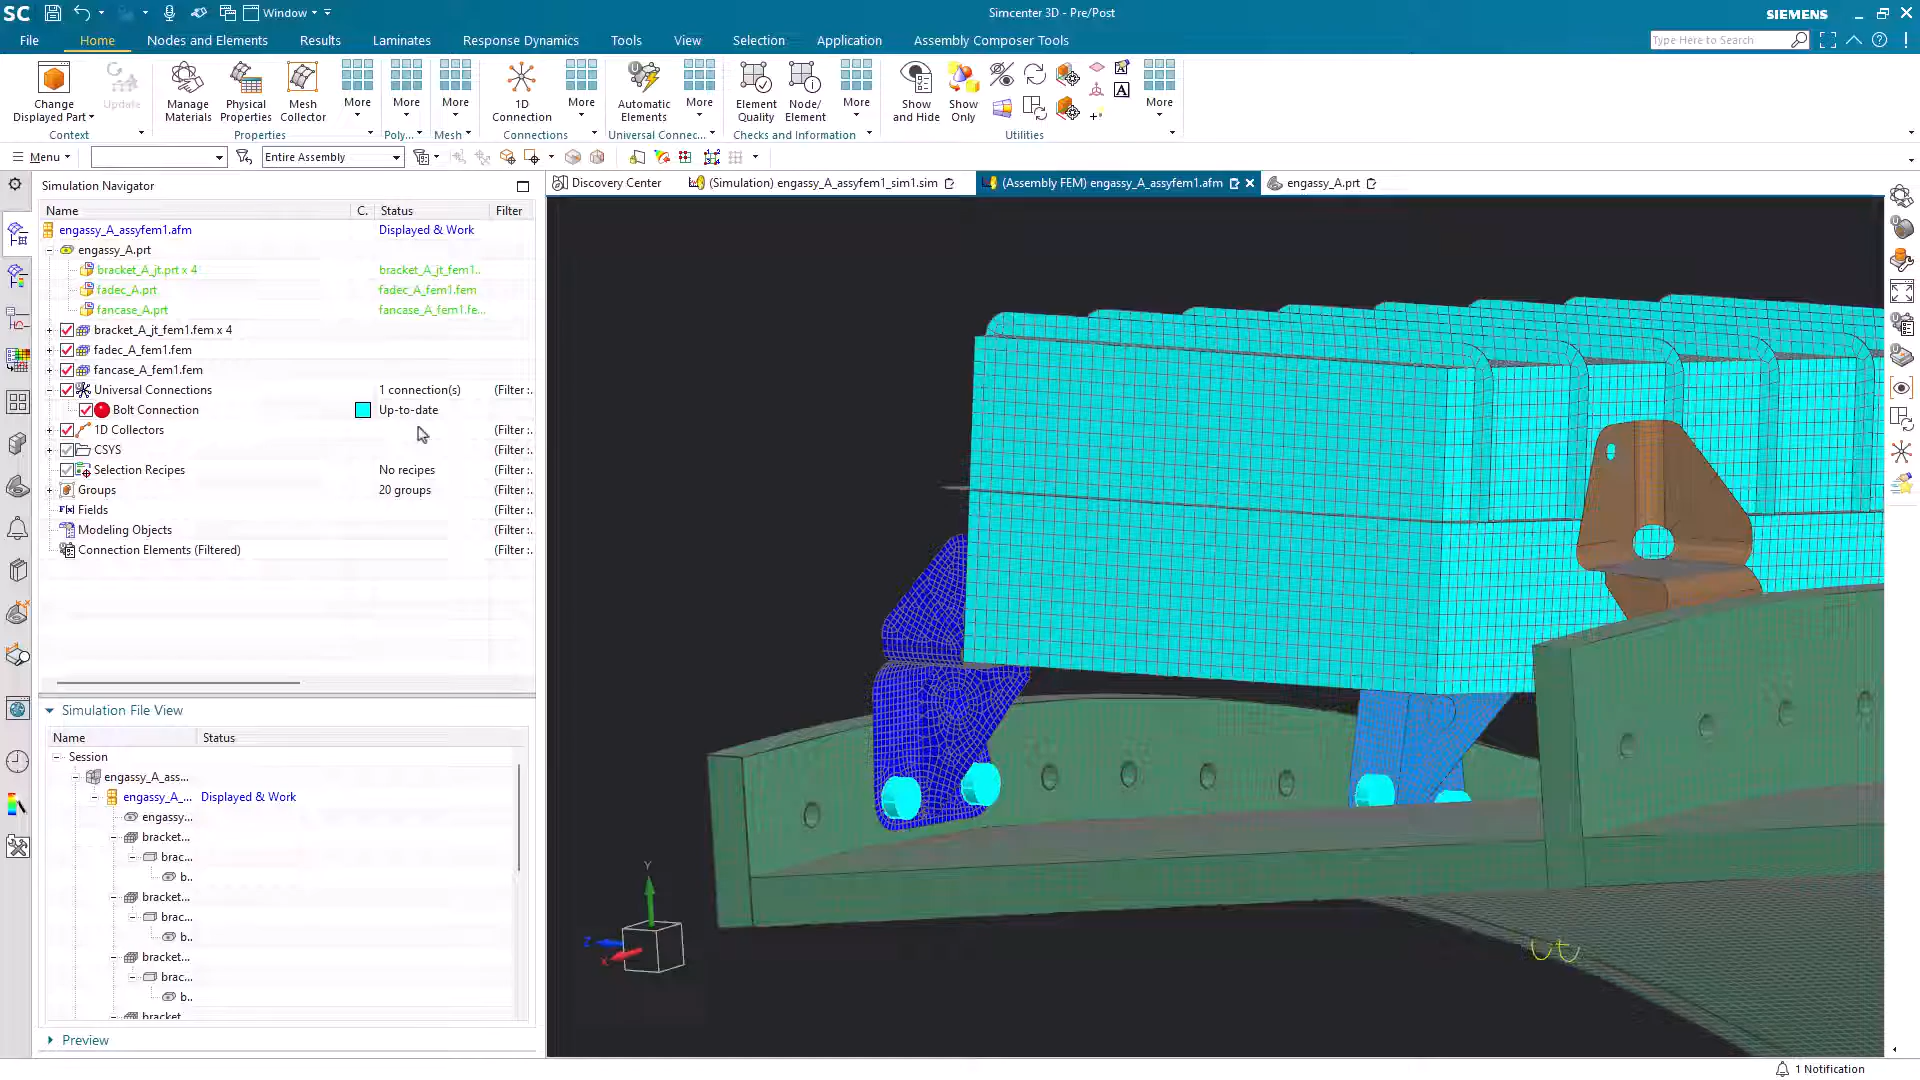 SC Window Simcenter 3D - Pre/Post SIEMENS
File Home Nodes and Elements Results Laminates Response Dynamics Tools View Selection Application Assembly Composer Tools Type Here to Search
Change Displayed Part Update Manage Materials Physical Properties Mesh Collector More More More 1D Connection More Automatic Elements More Element Quality Node/ Element More Show and Hide Show Only A More
Context Properties Poly... Mesh Connections Universal Connec... Checks and Information Utilities
Menu Entire Assembly
Simulation Navigator
Discovery Center (Simulation) engassy_A_assyfem1_sim1.sim (Assembly FEM) engassy_A_assyfem1.afm engassy_A.prt
Name C. Status Filter
engassy_A_assyfem1.afm Displayed & Work
engassy_A.prt
bracket_A_jt.prt x 4 bracket_A_jt_fem1..
fadec_A.prt fadec_A_fem1.fem
fancase_A.prt fancase_A_fem1.fe...
bracket_A_jt_fem1.fem x 4
fadec_A_fem1.fem
fancase_A_fem1.fem
Universal Connections 1 connection(s) (Filter :.
Bolt Connection Up-to-date
1D Collectors (Filter :.
CSYS (Filter :.
Selection Recipes No recipes (Filter :.
Groups 20 groups (Filter :.
Fields (Filter :.
Modeling Objects (Filter :.
Connection Elements (Filtered) (Filter :.
Simulation File View
Name Status
Session
engassy_A_ass...
engassy_A_... Displayed & Work
engassy...
bracket...
brac...
b..
bracket...
brac...
b..
bracket...
brac...
b..
bracket
Preview
Y
Z
X
1 Notification